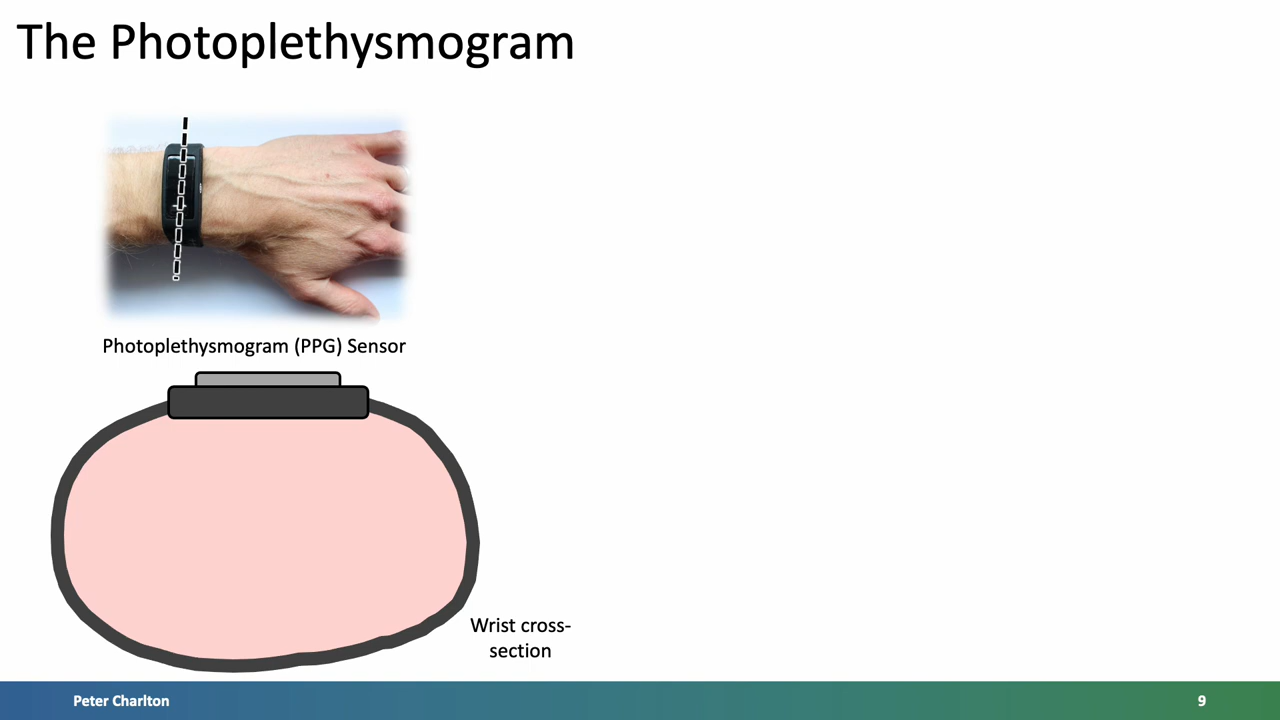 The Photoplethysmogram
Photoplethysmogram (PPG) Sensor
Wrist cross-
section
Peter Charlton
9